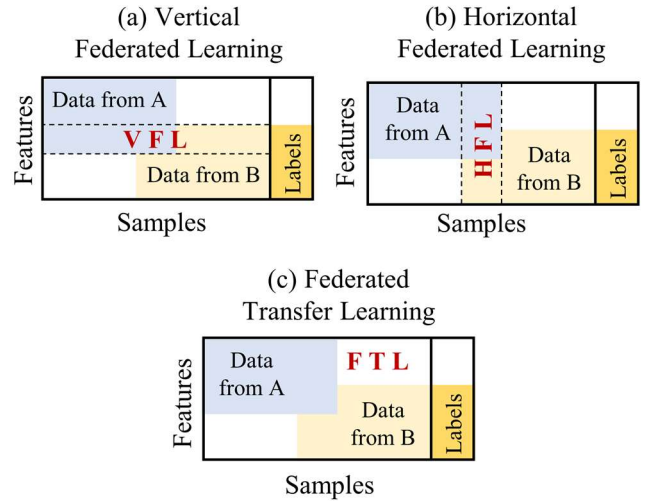 (a) Vertical
Federated Learning
Features
Data from A
V F L
Data from B
Labels
Samples
(b) Horizontal
Federated Learning
Features
Data
from A
H F L
Data
from B
Labels
Samples
(c) Federated
Transfer Learning
Features
Data
from A
F T L
Data
from B
Labels
Samples